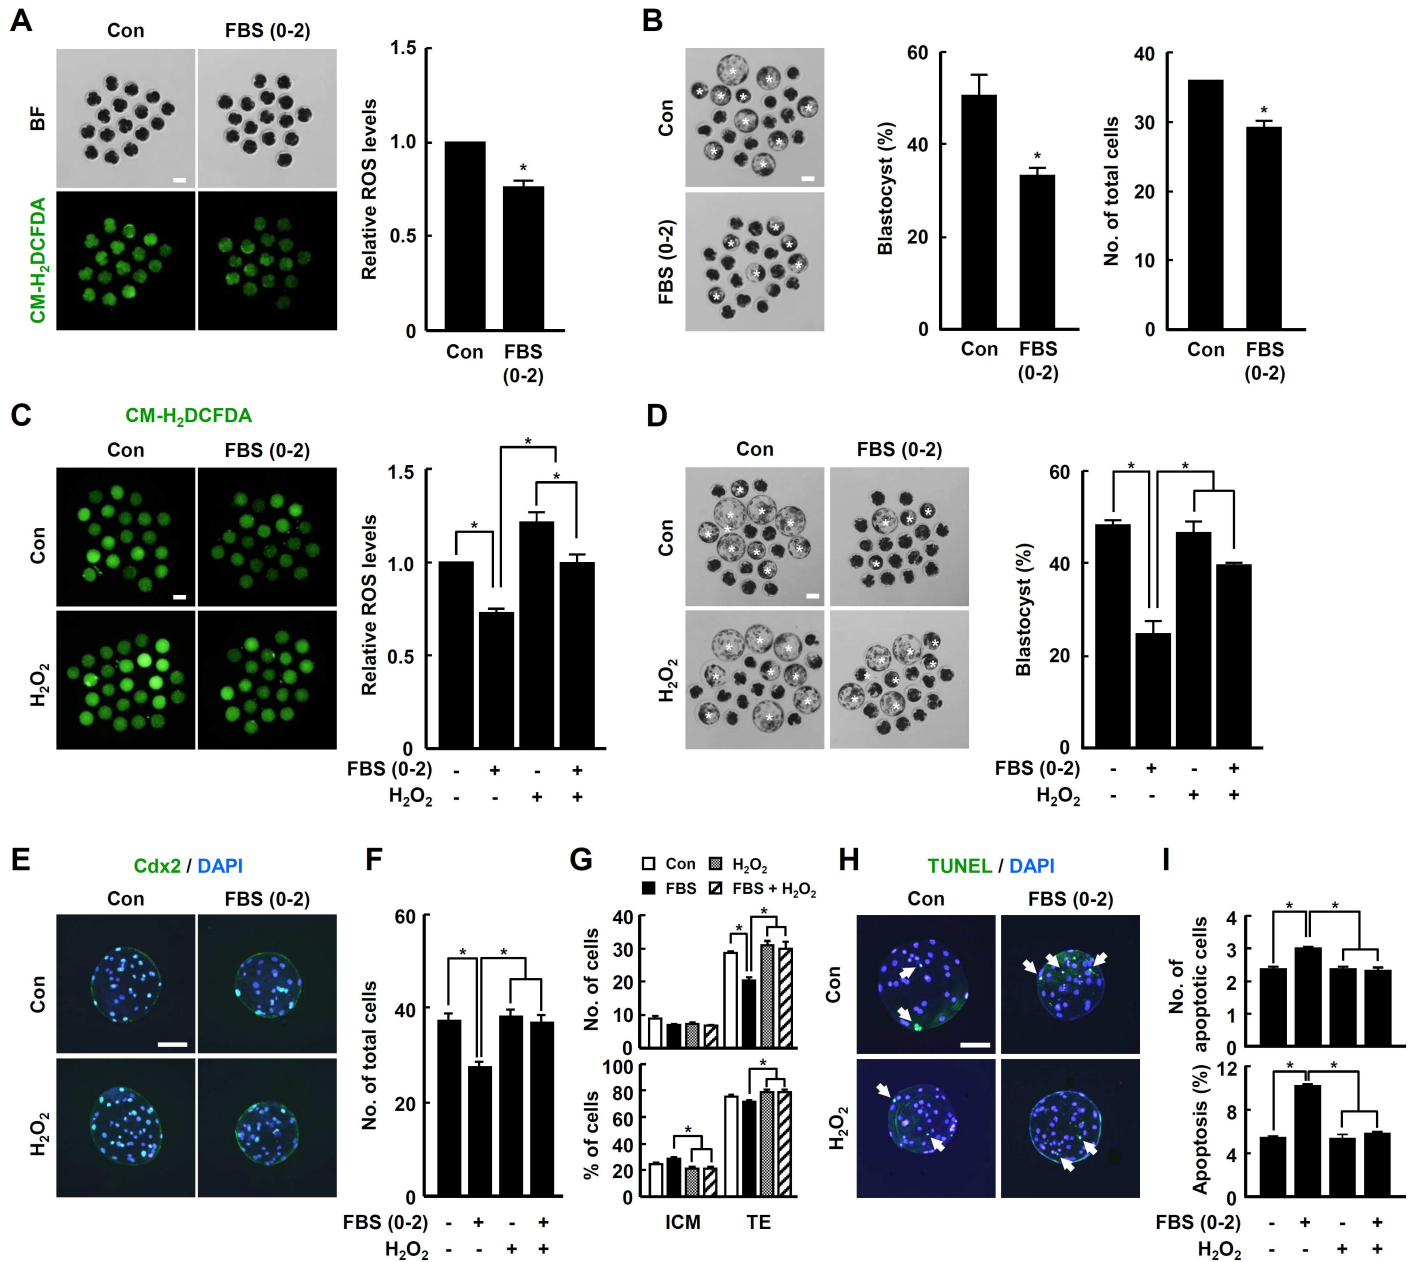 A
Con
FBS (0-2)
BF
CM-H₂DCFDA
Relative ROS levels
1.5
1.0
0.5
0
*
Con
FBS
(0-2)
B
Con
FBS (0-2)
Blastocyst (%)
60
40
20
0
*
Con
FBS
(0-2)
No. of total cells
40
30
20
10
0
*
Con
FBS
(0-2)
C
CM-H₂DCFDA
Con
FBS (0-2)
Con
H₂O₂
Relative ROS levels
1.5
1.0
0.5
0
*
*
*
FBS (0-2) - + - +
H₂O₂ - - + +
D
Con
FBS (0-2)
Con
H₂O₂
Blastocyst (%)
60
40
20
0
* *
FBS (0-2) - + - +
H₂O₂ - - + +
E
Cdx2 / DAPI
Con
FBS (0-2)
Con
H₂O₂
F
No. of total cells
60
40
20
0
* *
FBS (0-2) - + - +
H₂O₂ - - + +
G
Con
H₂O₂
FBS
FBS + H₂O₂
No. of cells
40
30
20
10
0
*
*
% of cells
100
80
60
40
20
0
*
*
ICM
TE
H
TUNEL / DAPI
Con
FBS (0-2)
Con
H₂O₂
I
No. of
apoptotic cells
4
3
2
1
0
* *
Apoptosis (%)
12
8
4
0
* *
FBS (0-2) - + - +
H₂O₂ - - + +